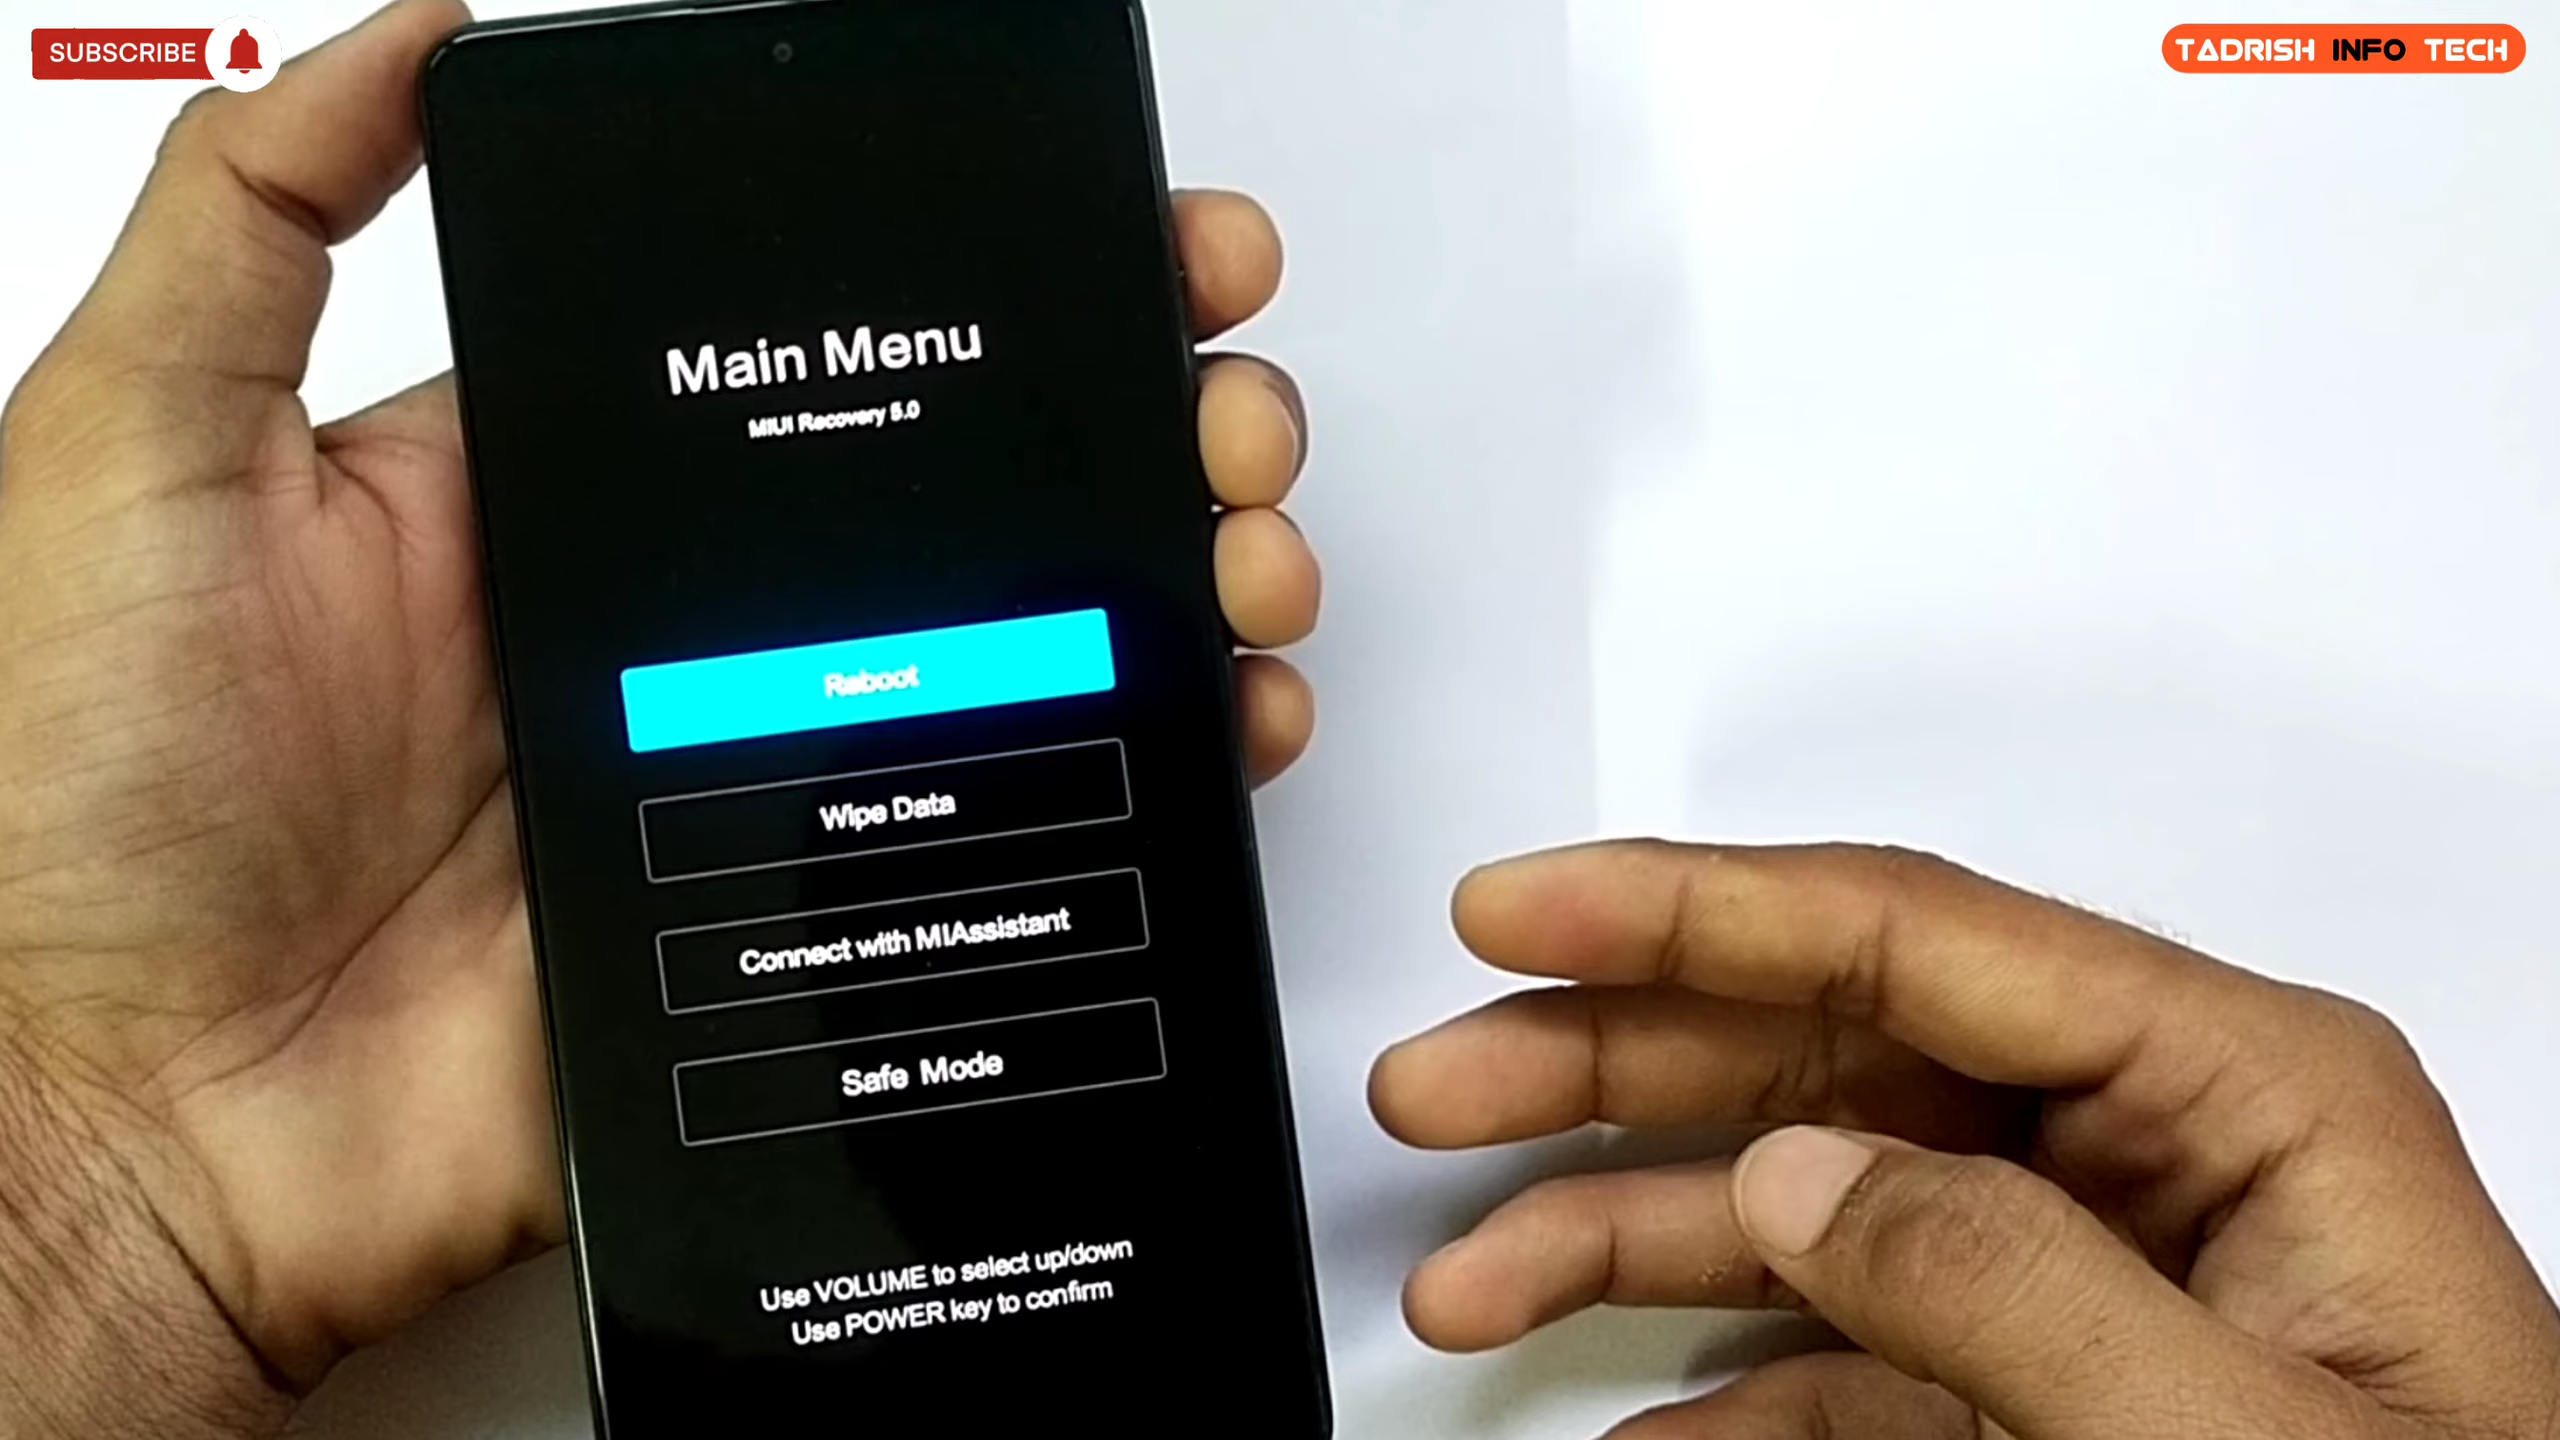 SUBSCRIBE
TADRISH INFO TECH
Main Menu
MIUI Recovery 5.0
Reboot
Wipe Data
Connect with MIAssistant
Safe Mode
Use VOLUME to select up/down
Use POWER key to confirm